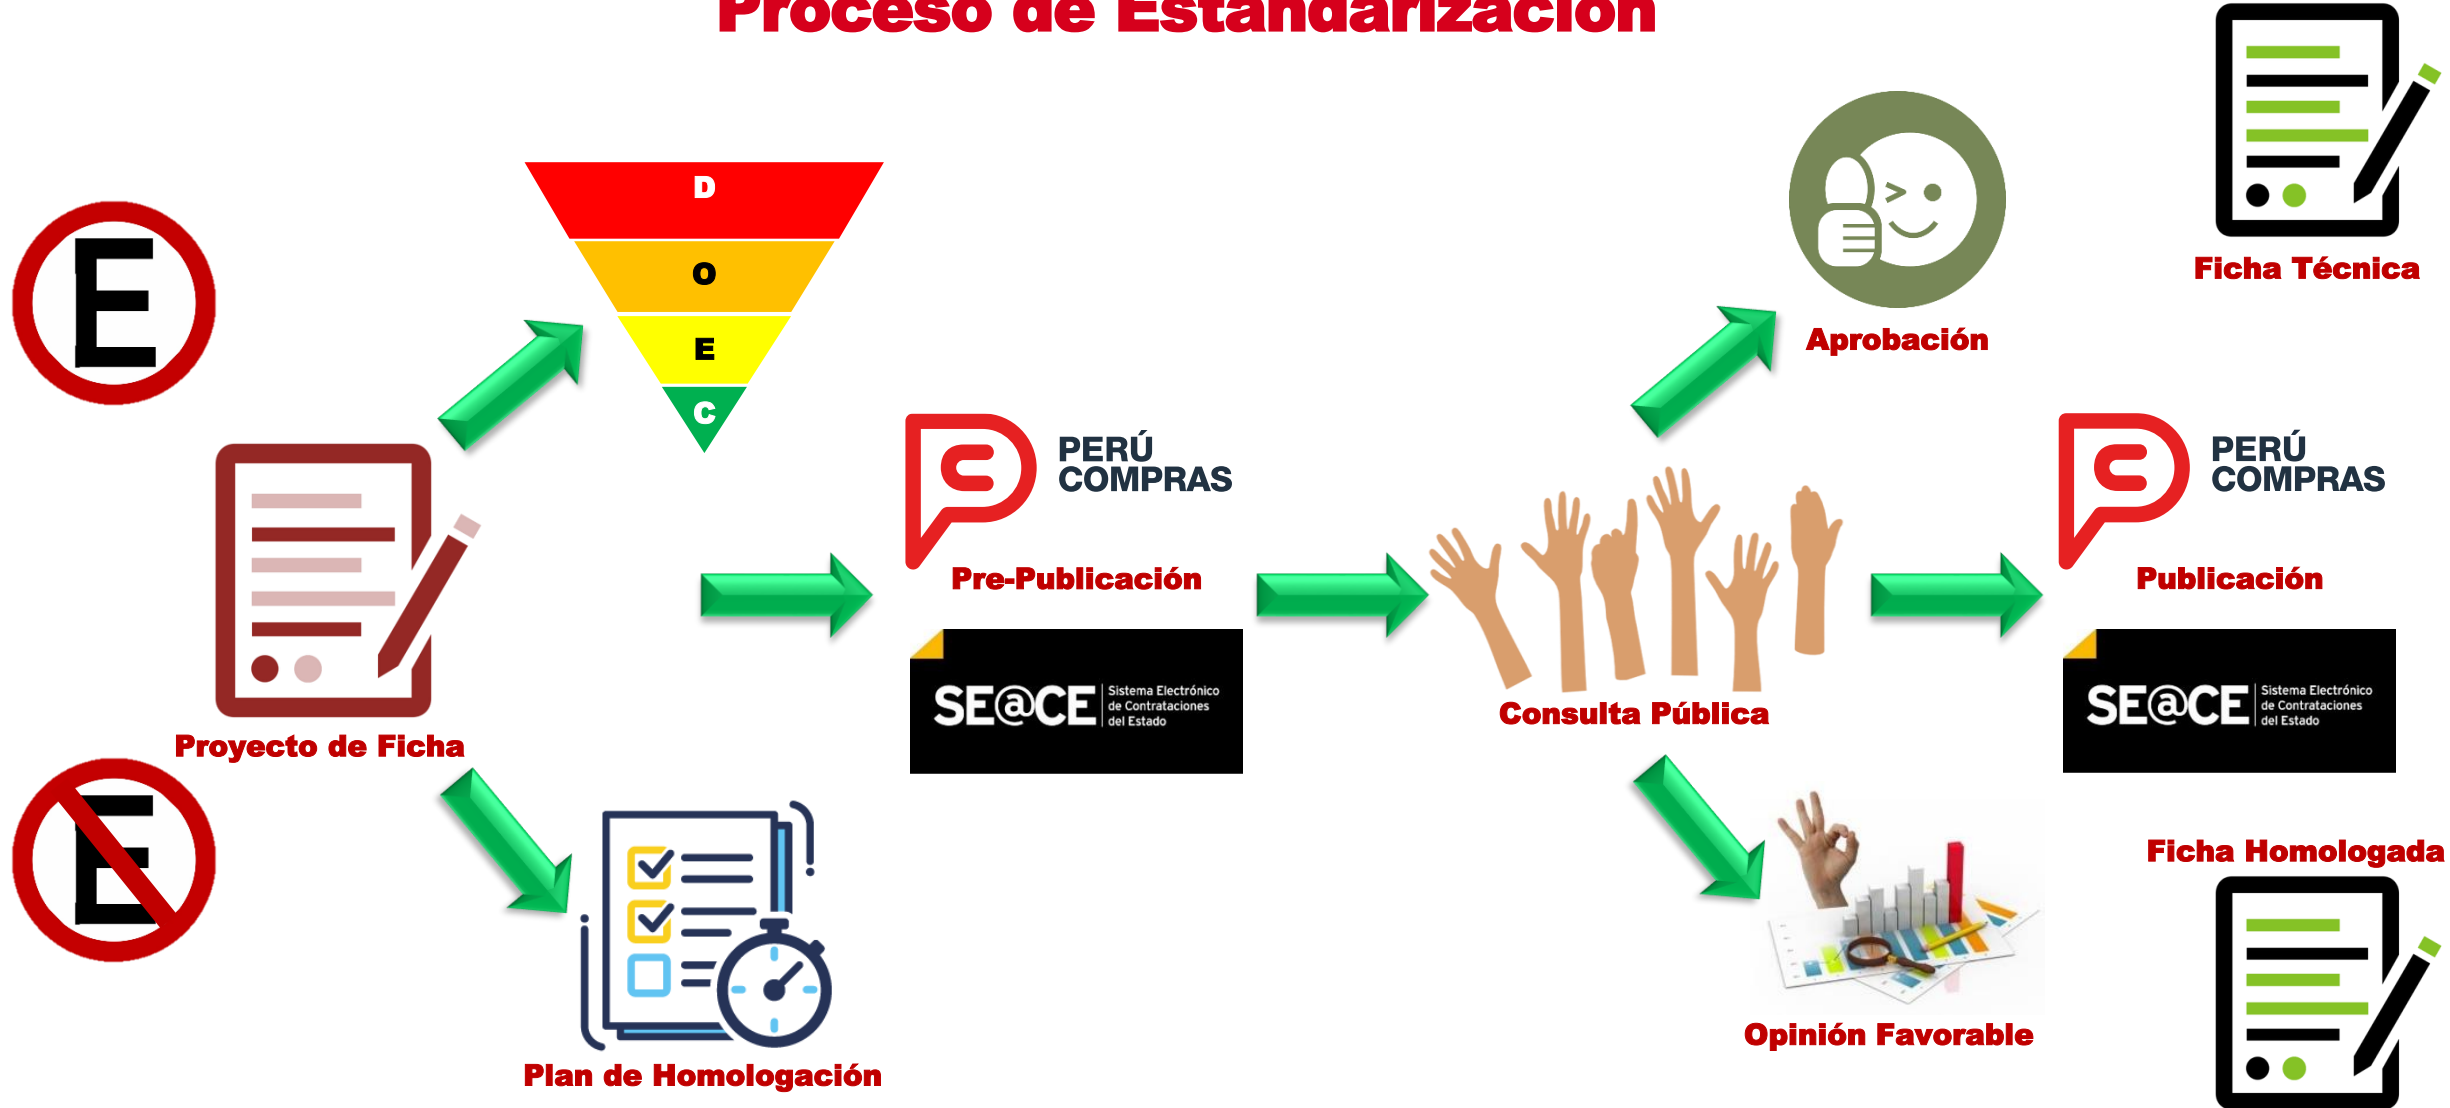 Proceso de Estandarización
E
D
O
E
C
Proyecto de Ficha
E
Plan de Homologación
PERÚ
COMPRAS
Pre-Publicación
SE@CE
Sistema Electrónico
de Contrataciones
del Estado
Consulta Pública
Aprobación
Opinión Favorable
Ficha Técnica
PERÚ
COMPRAS
Publicación
SE@CE
Sistema Electrónico
de Contrataciones
del Estado
Ficha Homologada